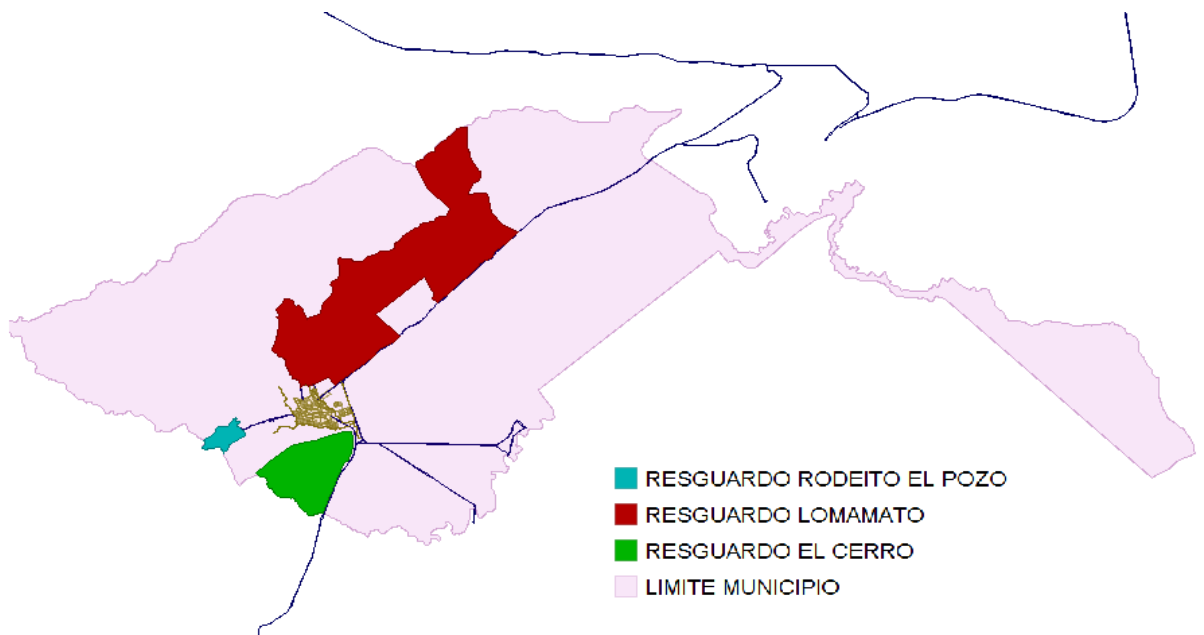 RESGUARDO RODEITO EL POZO
RESGUARDO LOMAMATO
RESGUARDO EL CERRO
LIMITE MUNICIPIO